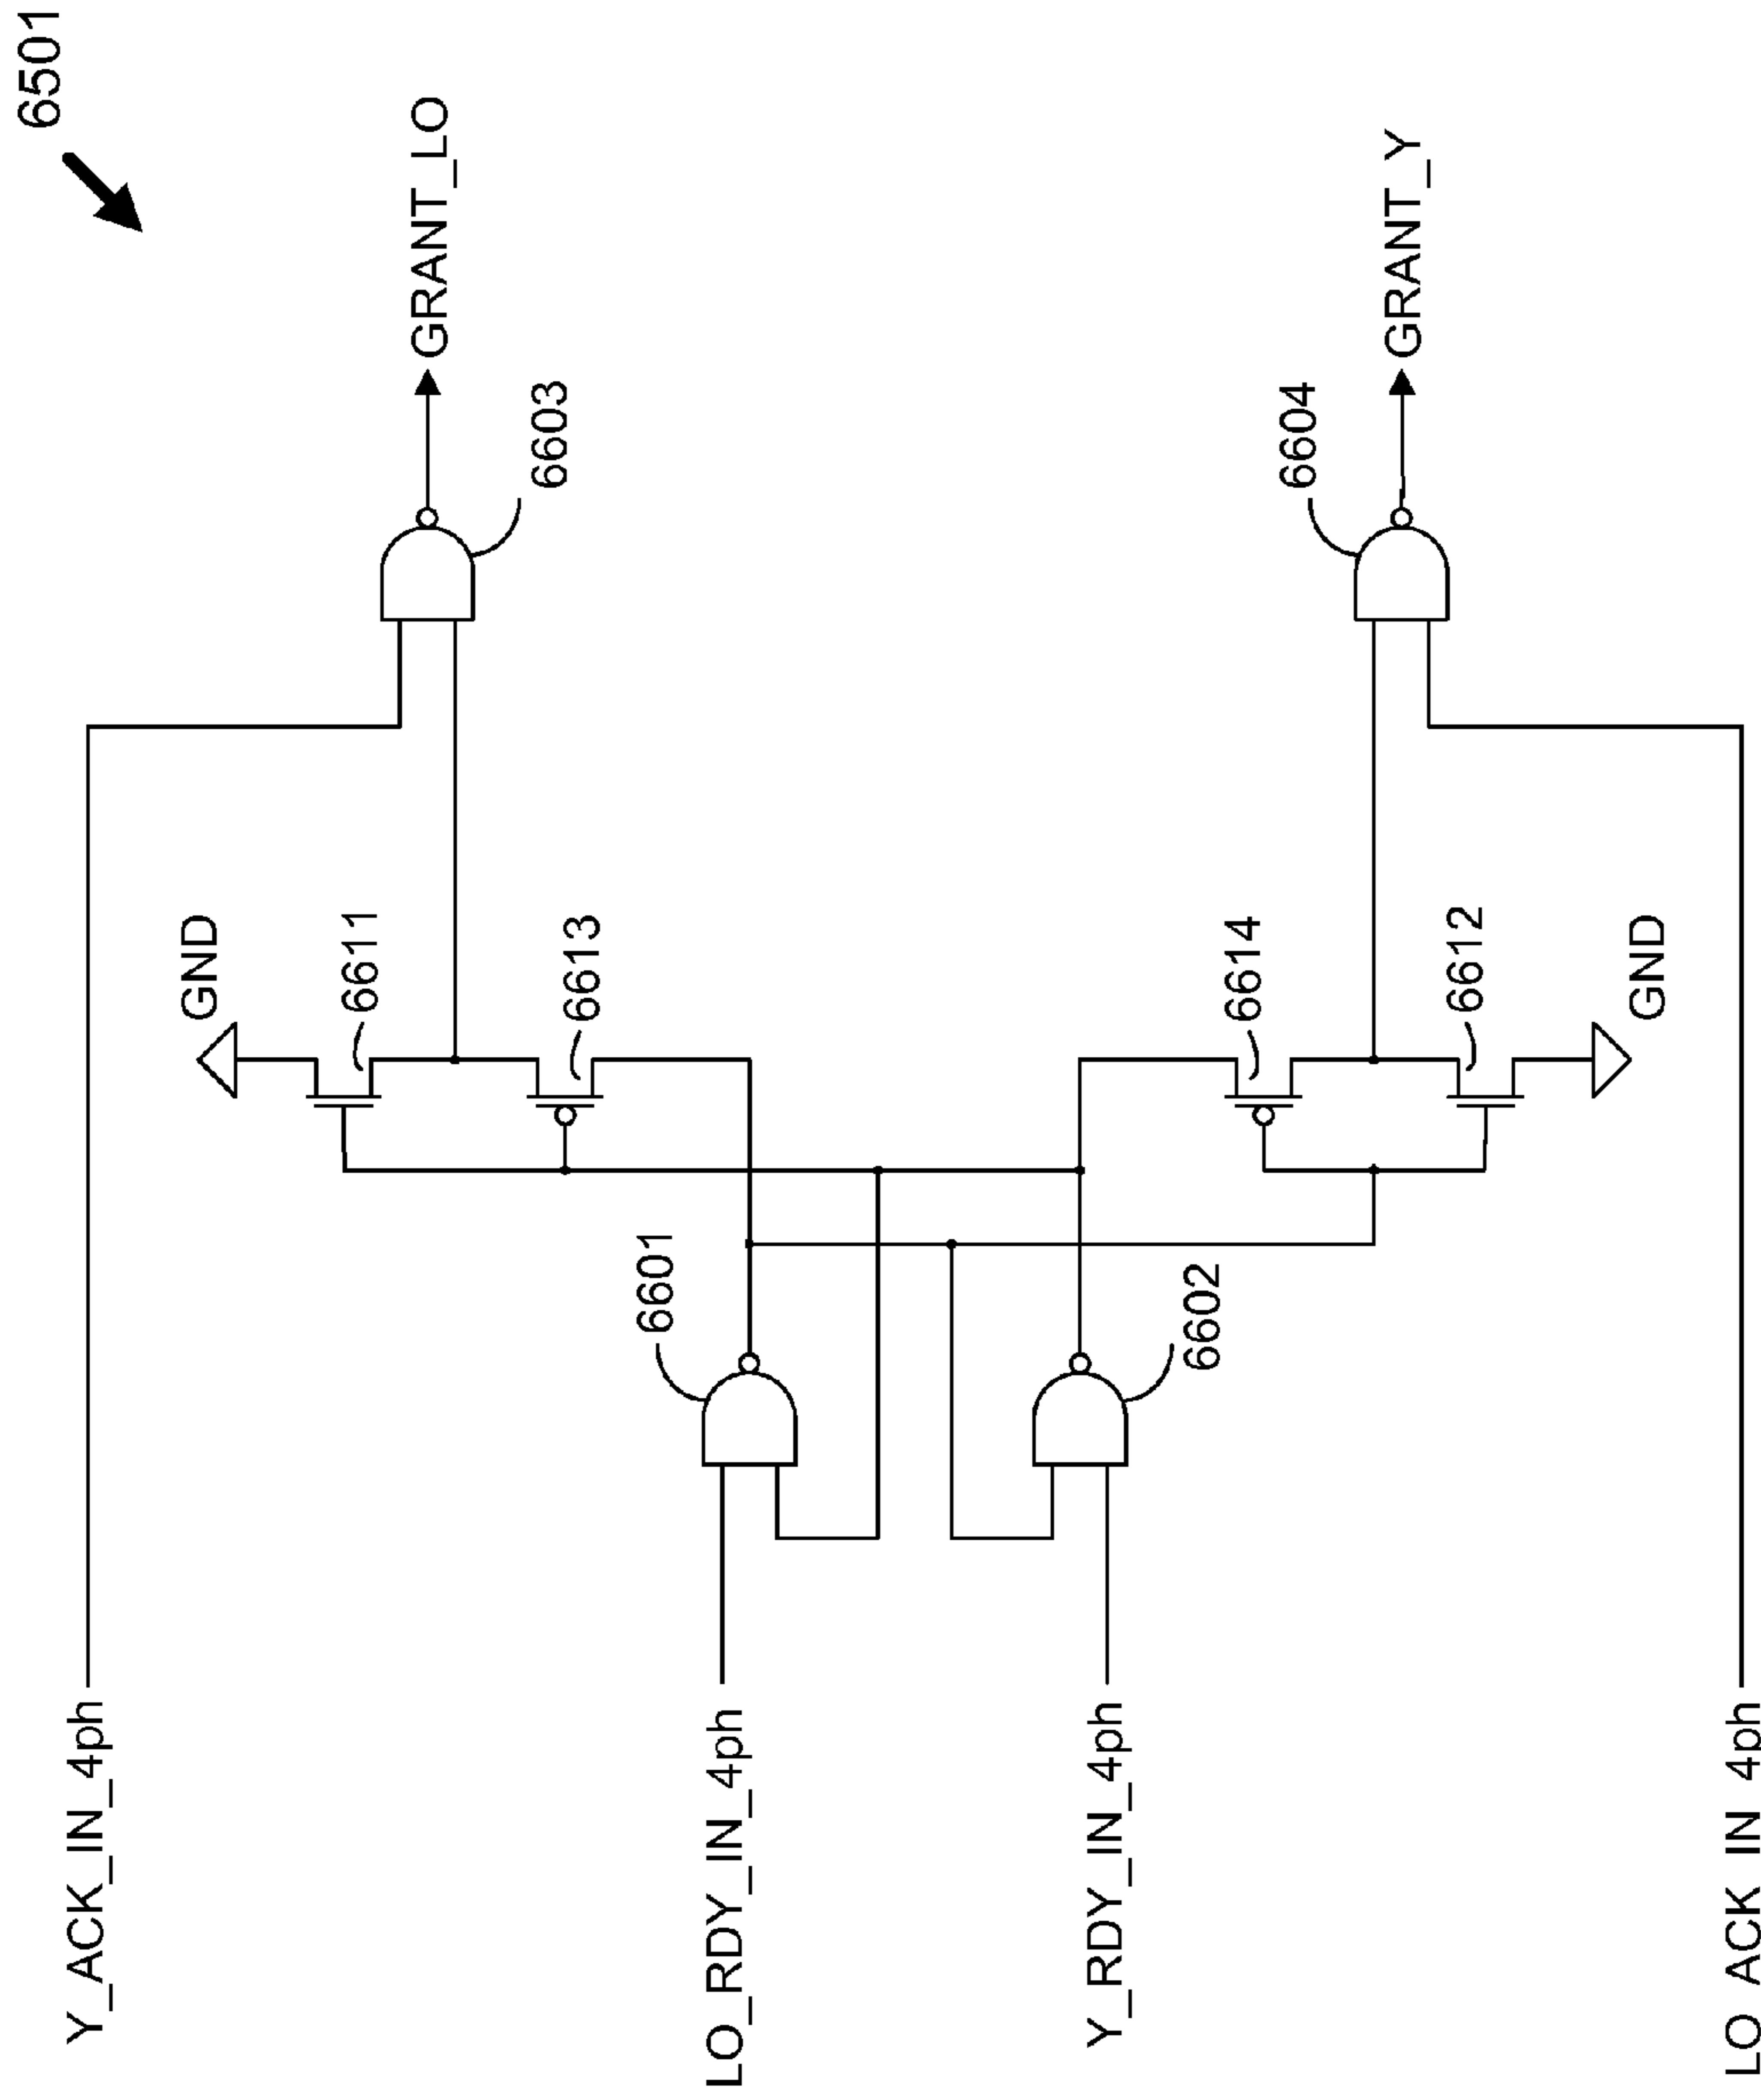 6501
Y_ACK_IN_4ph
GND
6611
GRANT_LO
6613
6603
6601
LO_RDY_IN_4ph
Y_RDY_IN_4ph
6602
6614
6604
GRANT_Y
6612
GND
LO_ACK_IN_4ph